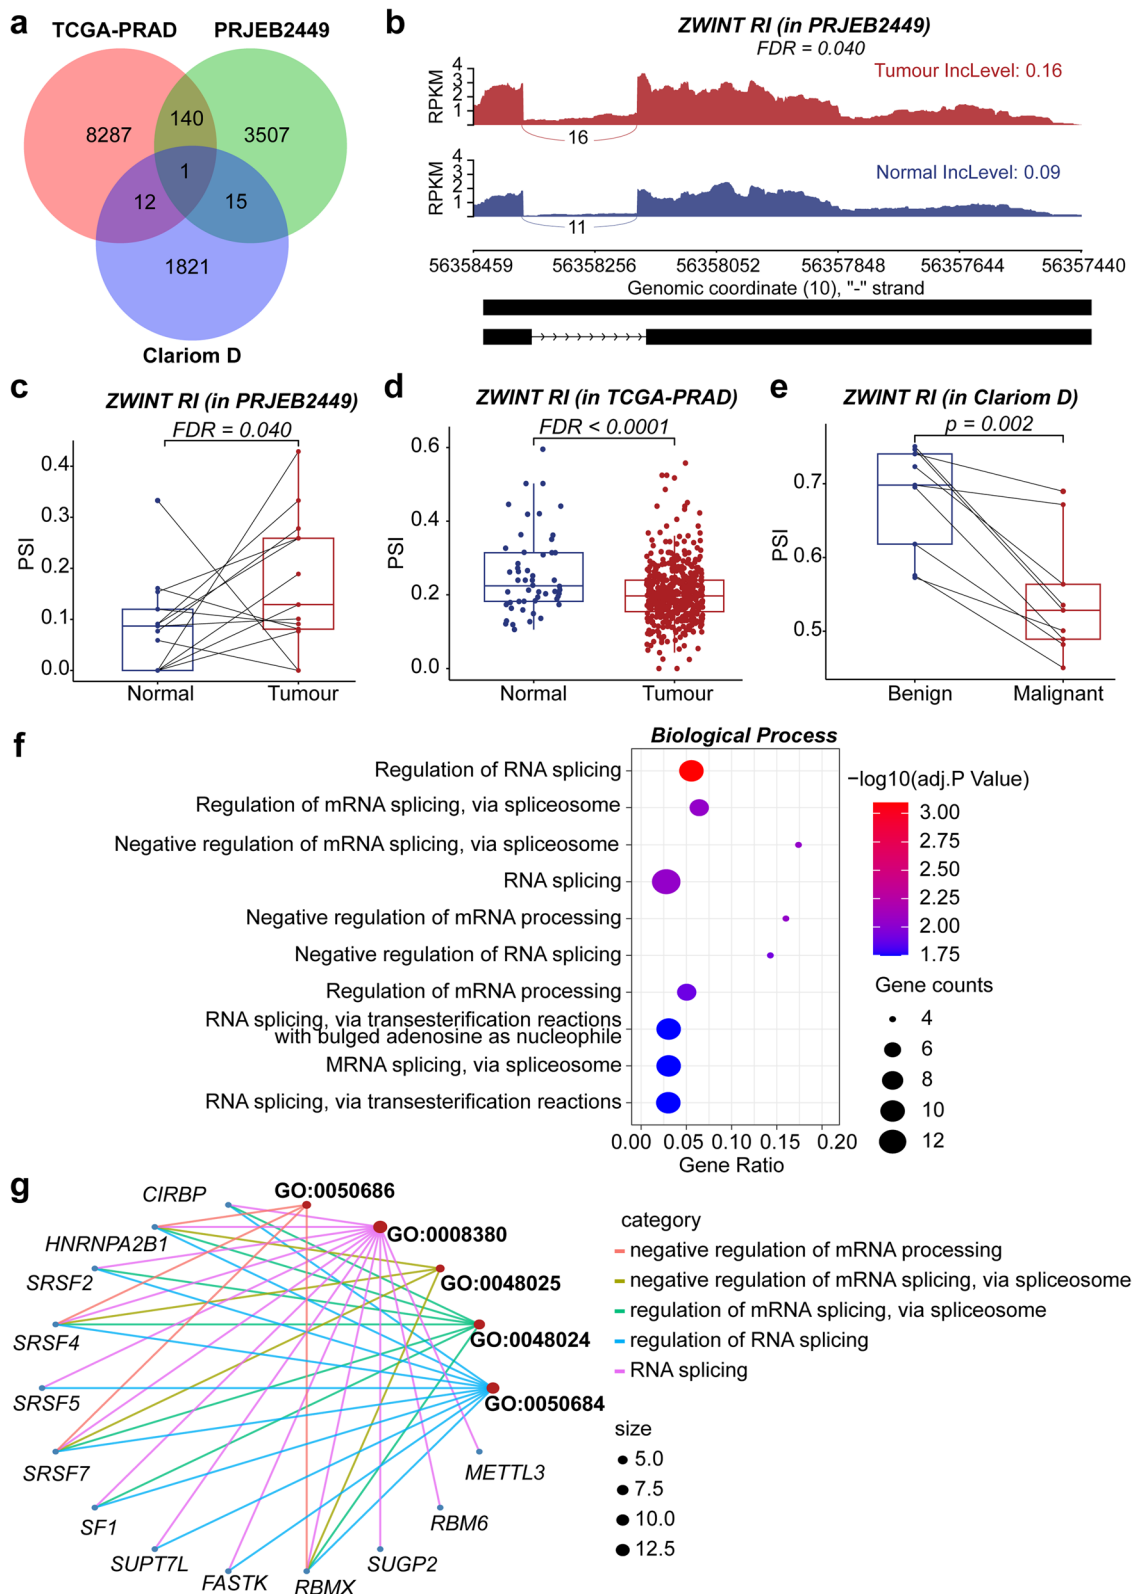 a
TCGA-PRAD PRJEB2449
8287
140
3507
1
12
15
1821
Clariom D
b
ZWINT RI (in PRJEB2449)
FDR = 0.040
Tumour IncLevel: 0.16
RPKM
4
3
2
1
16
Normal IncLevel: 0.09
RPKM
4
3
2
1
11
56358459 56358256 56358052 56357848 56357644 56357440
Genomic coordinate (10), "-" strand
c
ZWINT RI (in PRJEB2449)
FDR = 0.040
PSI
0.4
0.3
0.2
0.1
0.0
Normal Tumour
d
ZWINT RI (in TCGA-PRAD)
FDR < 0.0001
PSI
0.6
0.4
0.2
0.0
Normal Tumour
e
ZWINT RI (in Clariom D)
p = 0.002
PSI
0.7
0.6
0.5
Benign Malignant
f
Biological Process
Regulation of RNA splicing
Regulation of mRNA splicing, via spliceosome
Negative regulation of mRNA splicing, via spliceosome
RNA splicing
Negative regulation of mRNA processing
Negative regulation of RNA splicing
Regulation of mRNA processing
RNA splicing, via transesterification reactions
with bulged adenosine as nucleophile
MRNA splicing, via spliceosome
RNA splicing, via transesterification reactions
0.00 0.05 0.10 0.15 0.20
Gene Ratio
−log10(adj.P Value)
3.00
2.75
2.50
2.25
2.00
1.75
Gene counts
4
6
8
10
12
g
CIRBP
GO:0050686
HNRNPA2B1
GO:0008380
SRSF2
GO:0048025
SRSF4
GO:0048024
SRSF5
GO:0050684
SRSF7
METTL3
SF1
RBM6
SUPT7L
SUGP2
FASTK
RBMX
category
negative regulation of mRNA processing
negative regulation of mRNA splicing, via spliceosome
regulation of mRNA splicing, via spliceosome
regulation of RNA splicing
RNA splicing
size
5.0
7.5
10.0
12.5